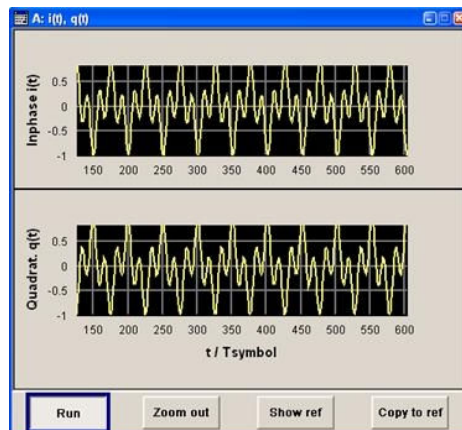 A: i(t), q(t)
Inphase i(t)
0.5
0
-0.5
-1
150 200 250 300 350 400 450 500 550 600
Quadrat. q(t)
0.5
0
-0.5
-1
150 200 250 300 350 400 450 500 550 600
t / Tsymbol
Run Zoom out Show ref Copy to ref